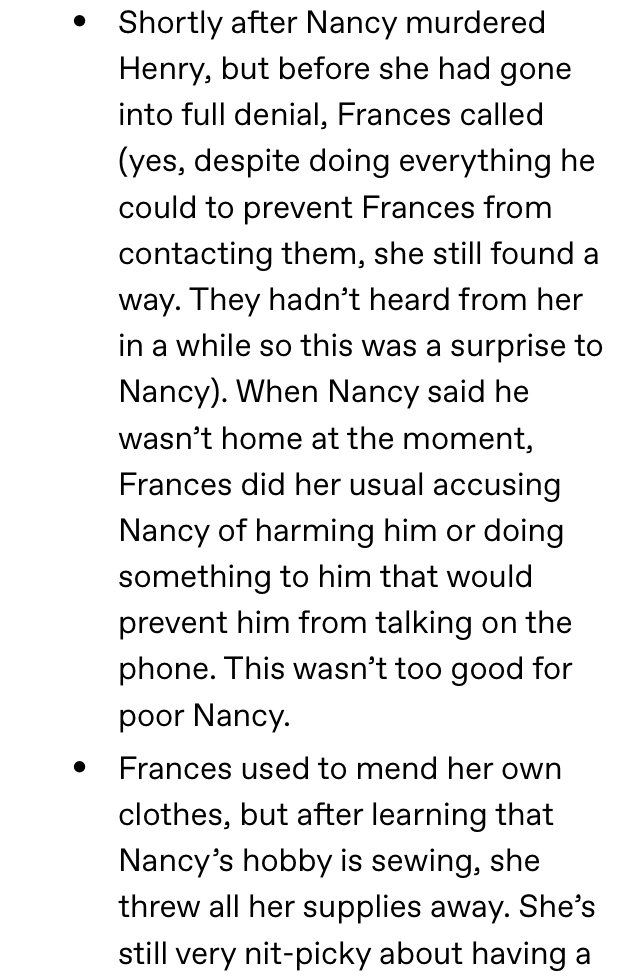 • Shortly after Nancy murdered
Henry, but before she had gone
into full denial, Frances called
(yes, despite doing everything he
could to prevent Frances from
contacting them, she still found a
way. They hadn’t heard from her
in a while so this was a surprise to
Nancy). When Nancy said he
wasn’t home at the moment,
Frances did her usual accusing
Nancy of harming him or doing
something to him that would
prevent him from talking on the
phone. This wasn’t too good for
poor Nancy.
• Frances used to mend her own
clothes, but after learning that
Nancy’s hobby is sewing, she
threw all her supplies away. She’s
still very nit-picky about having a